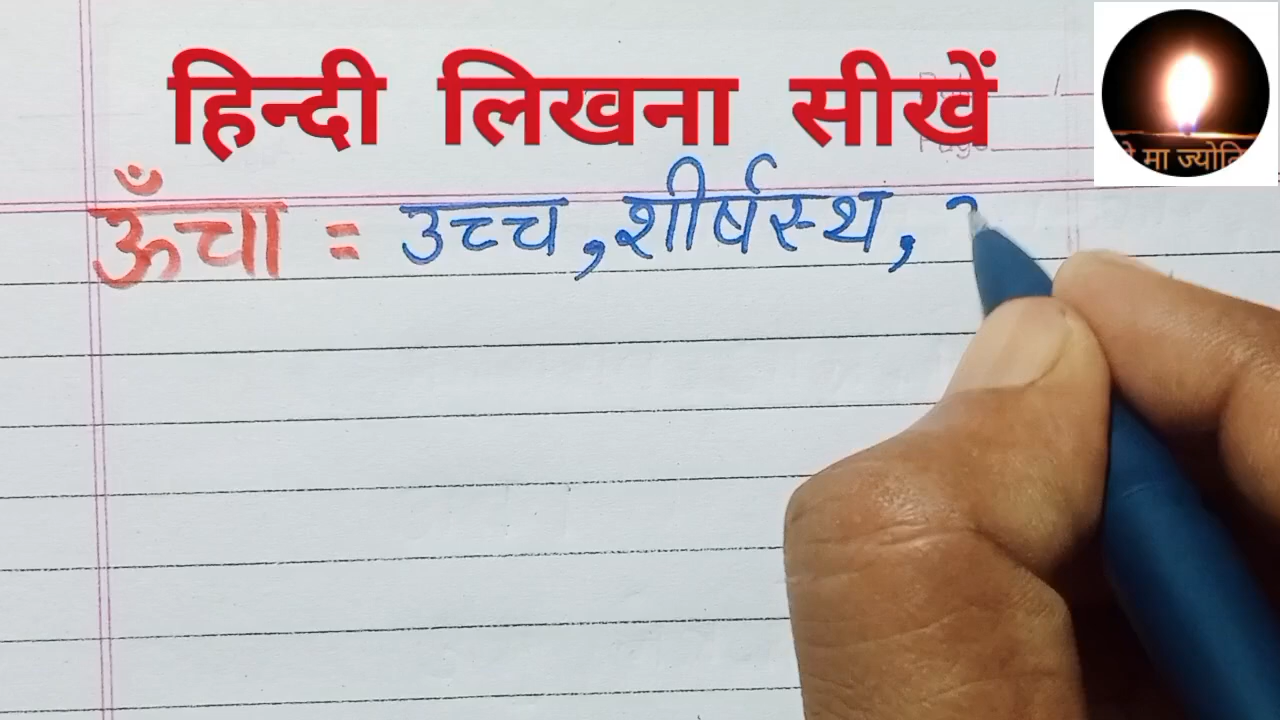 हिन्दी लिखना सीखें
मा ज्योति
ऊँचा = उच्च, शीर्षस्थ,